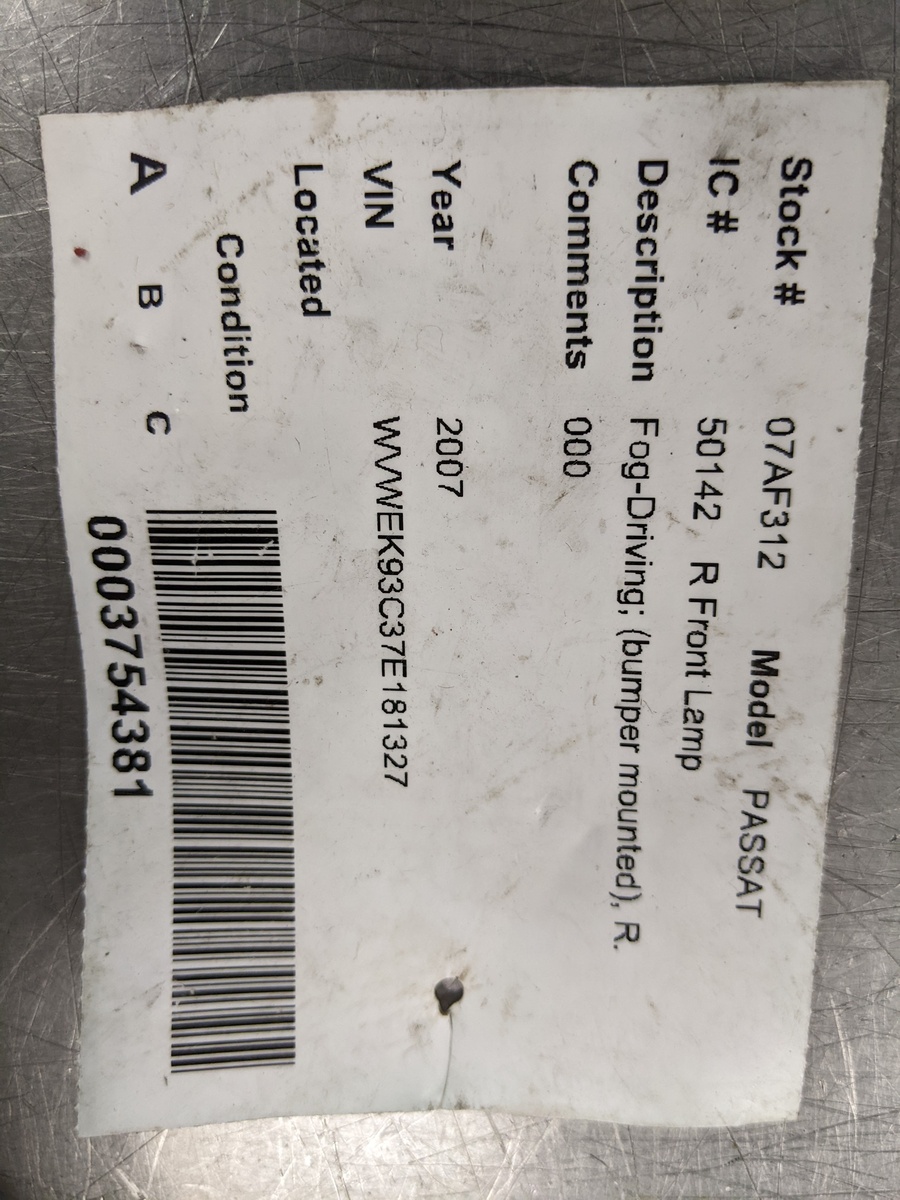 Stock # 07AF312 Model PASSAT
IC # 50142 R Front Lamp
Description Fog-Driving; (bumper mounted), R.
Comments 000
Year 2007
VIN WVWEK93C37E181327
Located
Condition
A B C
0003754381